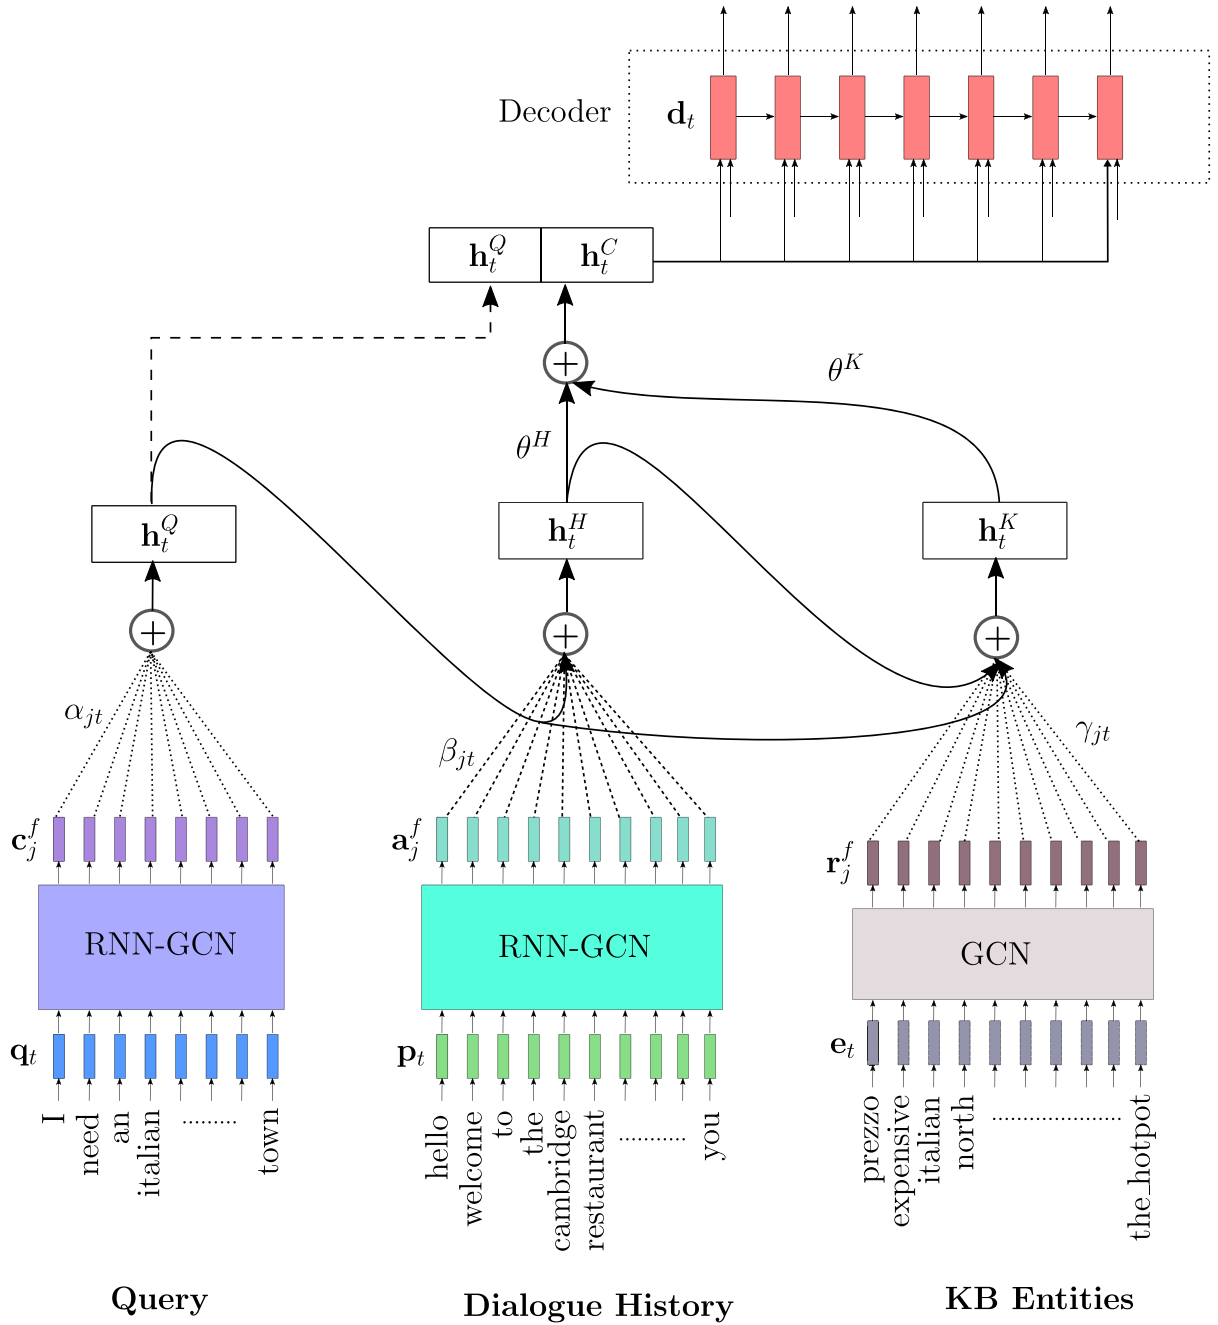 Decoder
d_t
h_t^Q
h_t^C
+
θ^K
θ^H
h_t^Q
h_t^H
h_t^K
+
+
+
α_jt
β_jt
γ_jt
c_j^f
a_j^f
r_j^f
RNN-GCN
RNN-GCN
GCN
q_t
p_t
e_t
I
need
an
italian
.........
town
hello
welcome
to
the
cambridge
restaurant
...........
you
prezzo
expensive
italian
north
.....................
the_hotpot
Query
Dialogue History
KB Entities